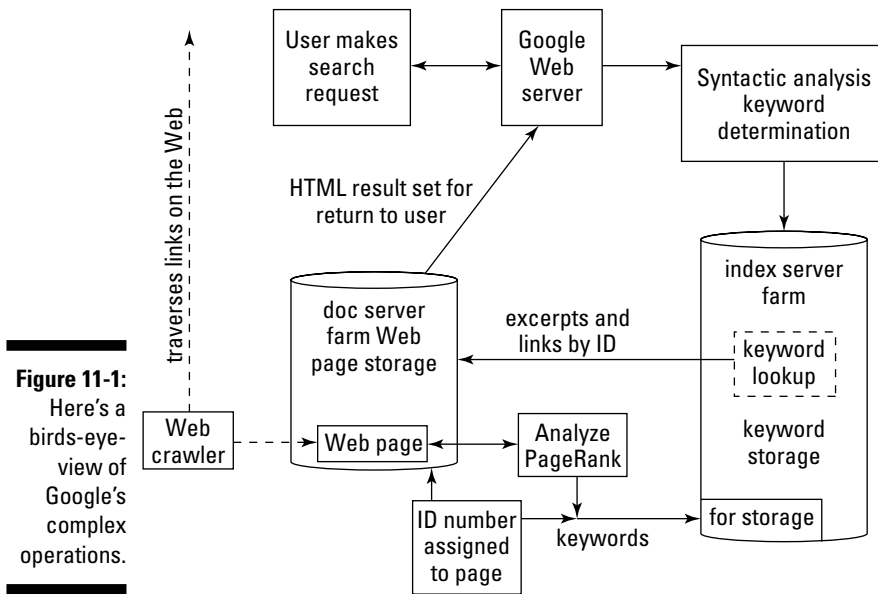 User makes
search
request
Google
Web
server
Syntactic analysis
keyword
determination
traverses links on the Web
HTML result set for
return to user
index server
farm
doc server
farm Web
page storage
excerpts and
links by ID
keyword
lookup
Figure 11-1:
Here's a
birds-eye-
view of
Google's
complex
operations.
Web
crawler
Web page
Analyze
PageRank
keyword
storage
ID number
assigned
to page
keywords
for storage